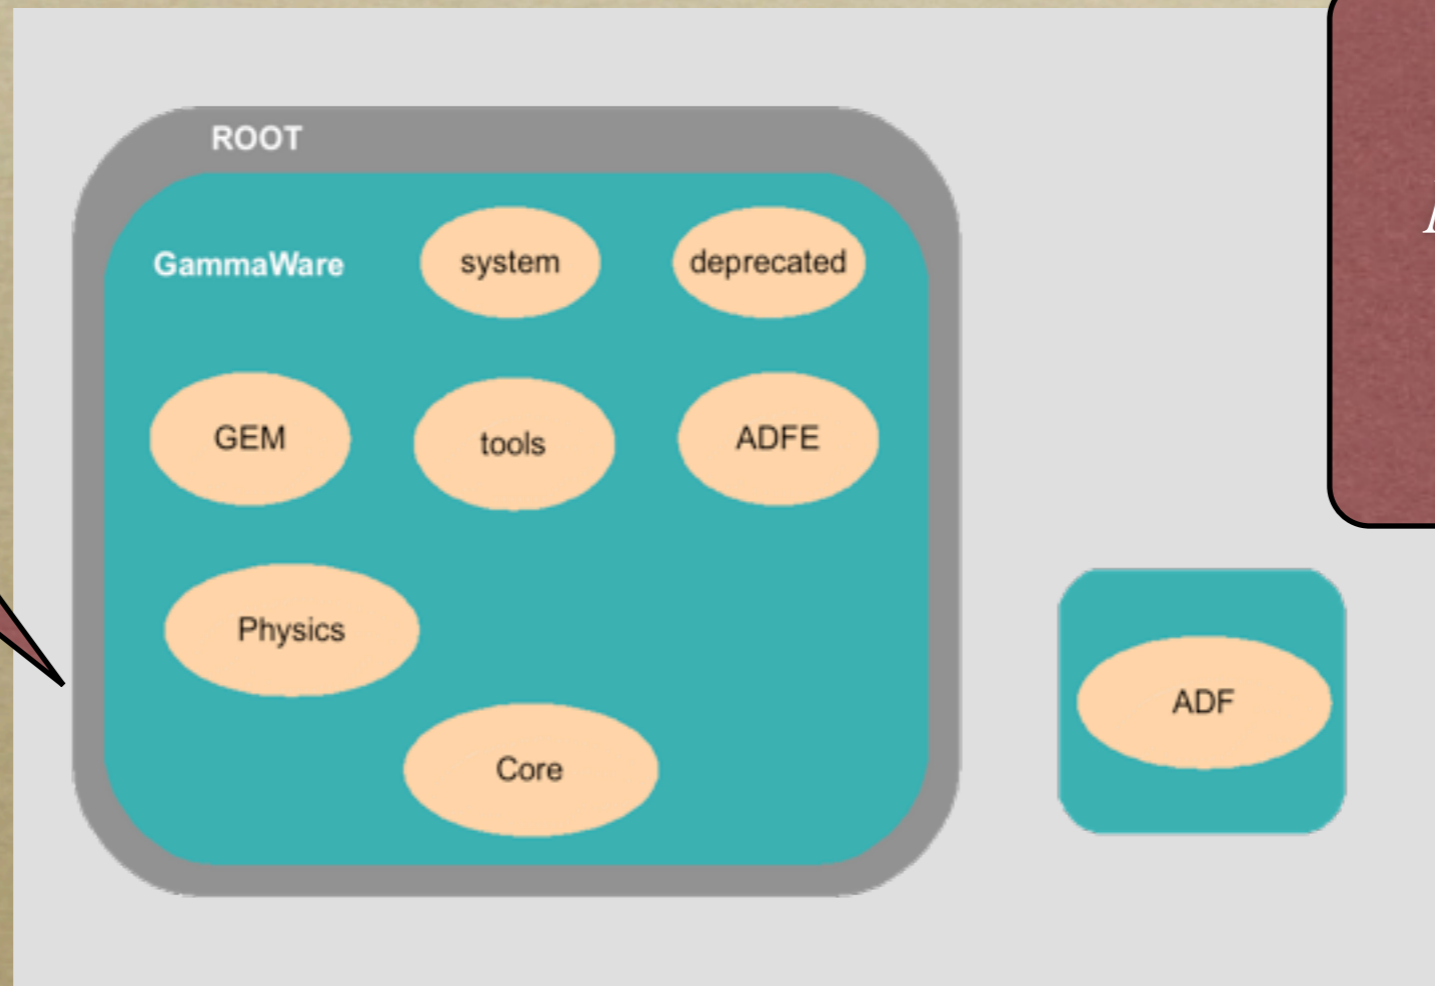 ROOT
GammaWare
system
deprecated
GEM
tools
ADFE
Physics
Core
ADF